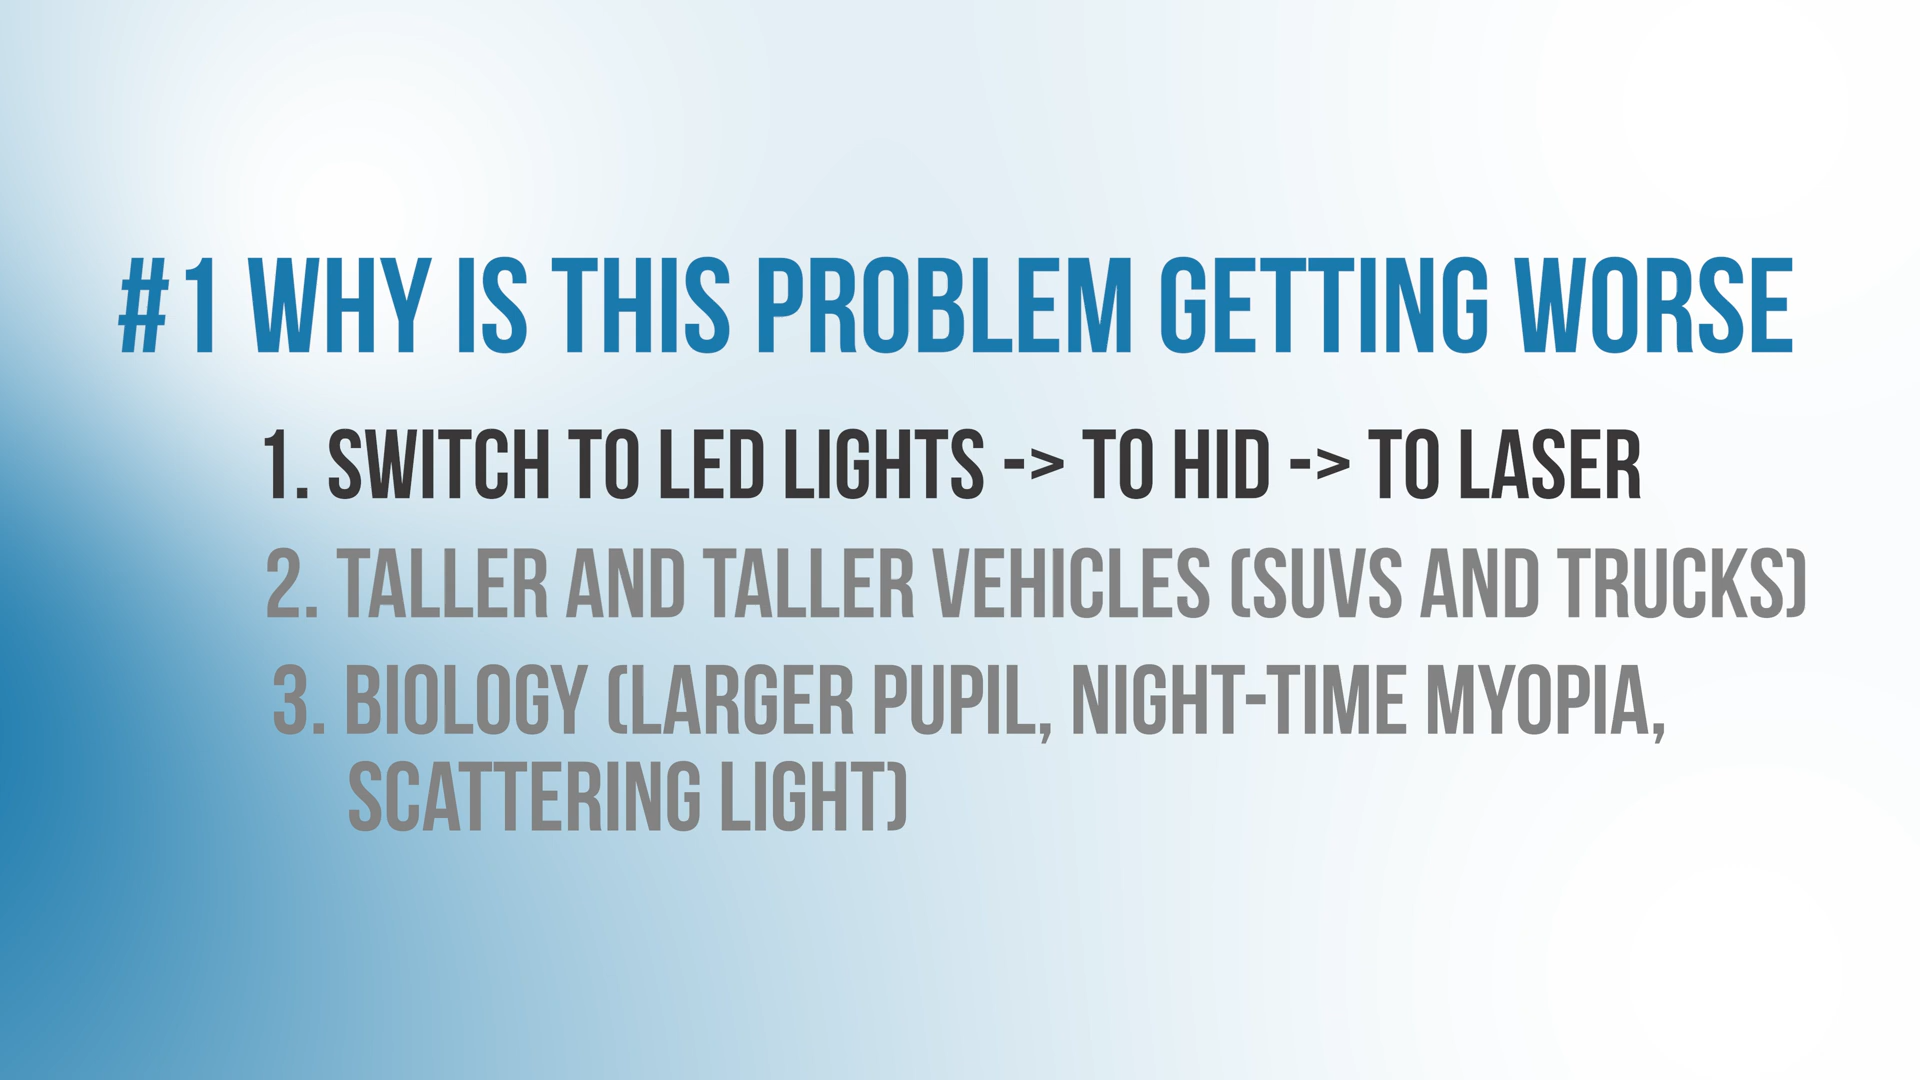 #1 WHY IS THIS PROBLEM GETTING WORSE
1. SWITCH TO LED LIGHTS -> TO HID -> TO LASER
2. TALLER AND TALLER VEHICLES (SUVS AND TRUCKS)
3. BIOLOGY (LARGER PUPIL, NIGHT-TIME MYOPIA,
SCATTERING LIGHT)